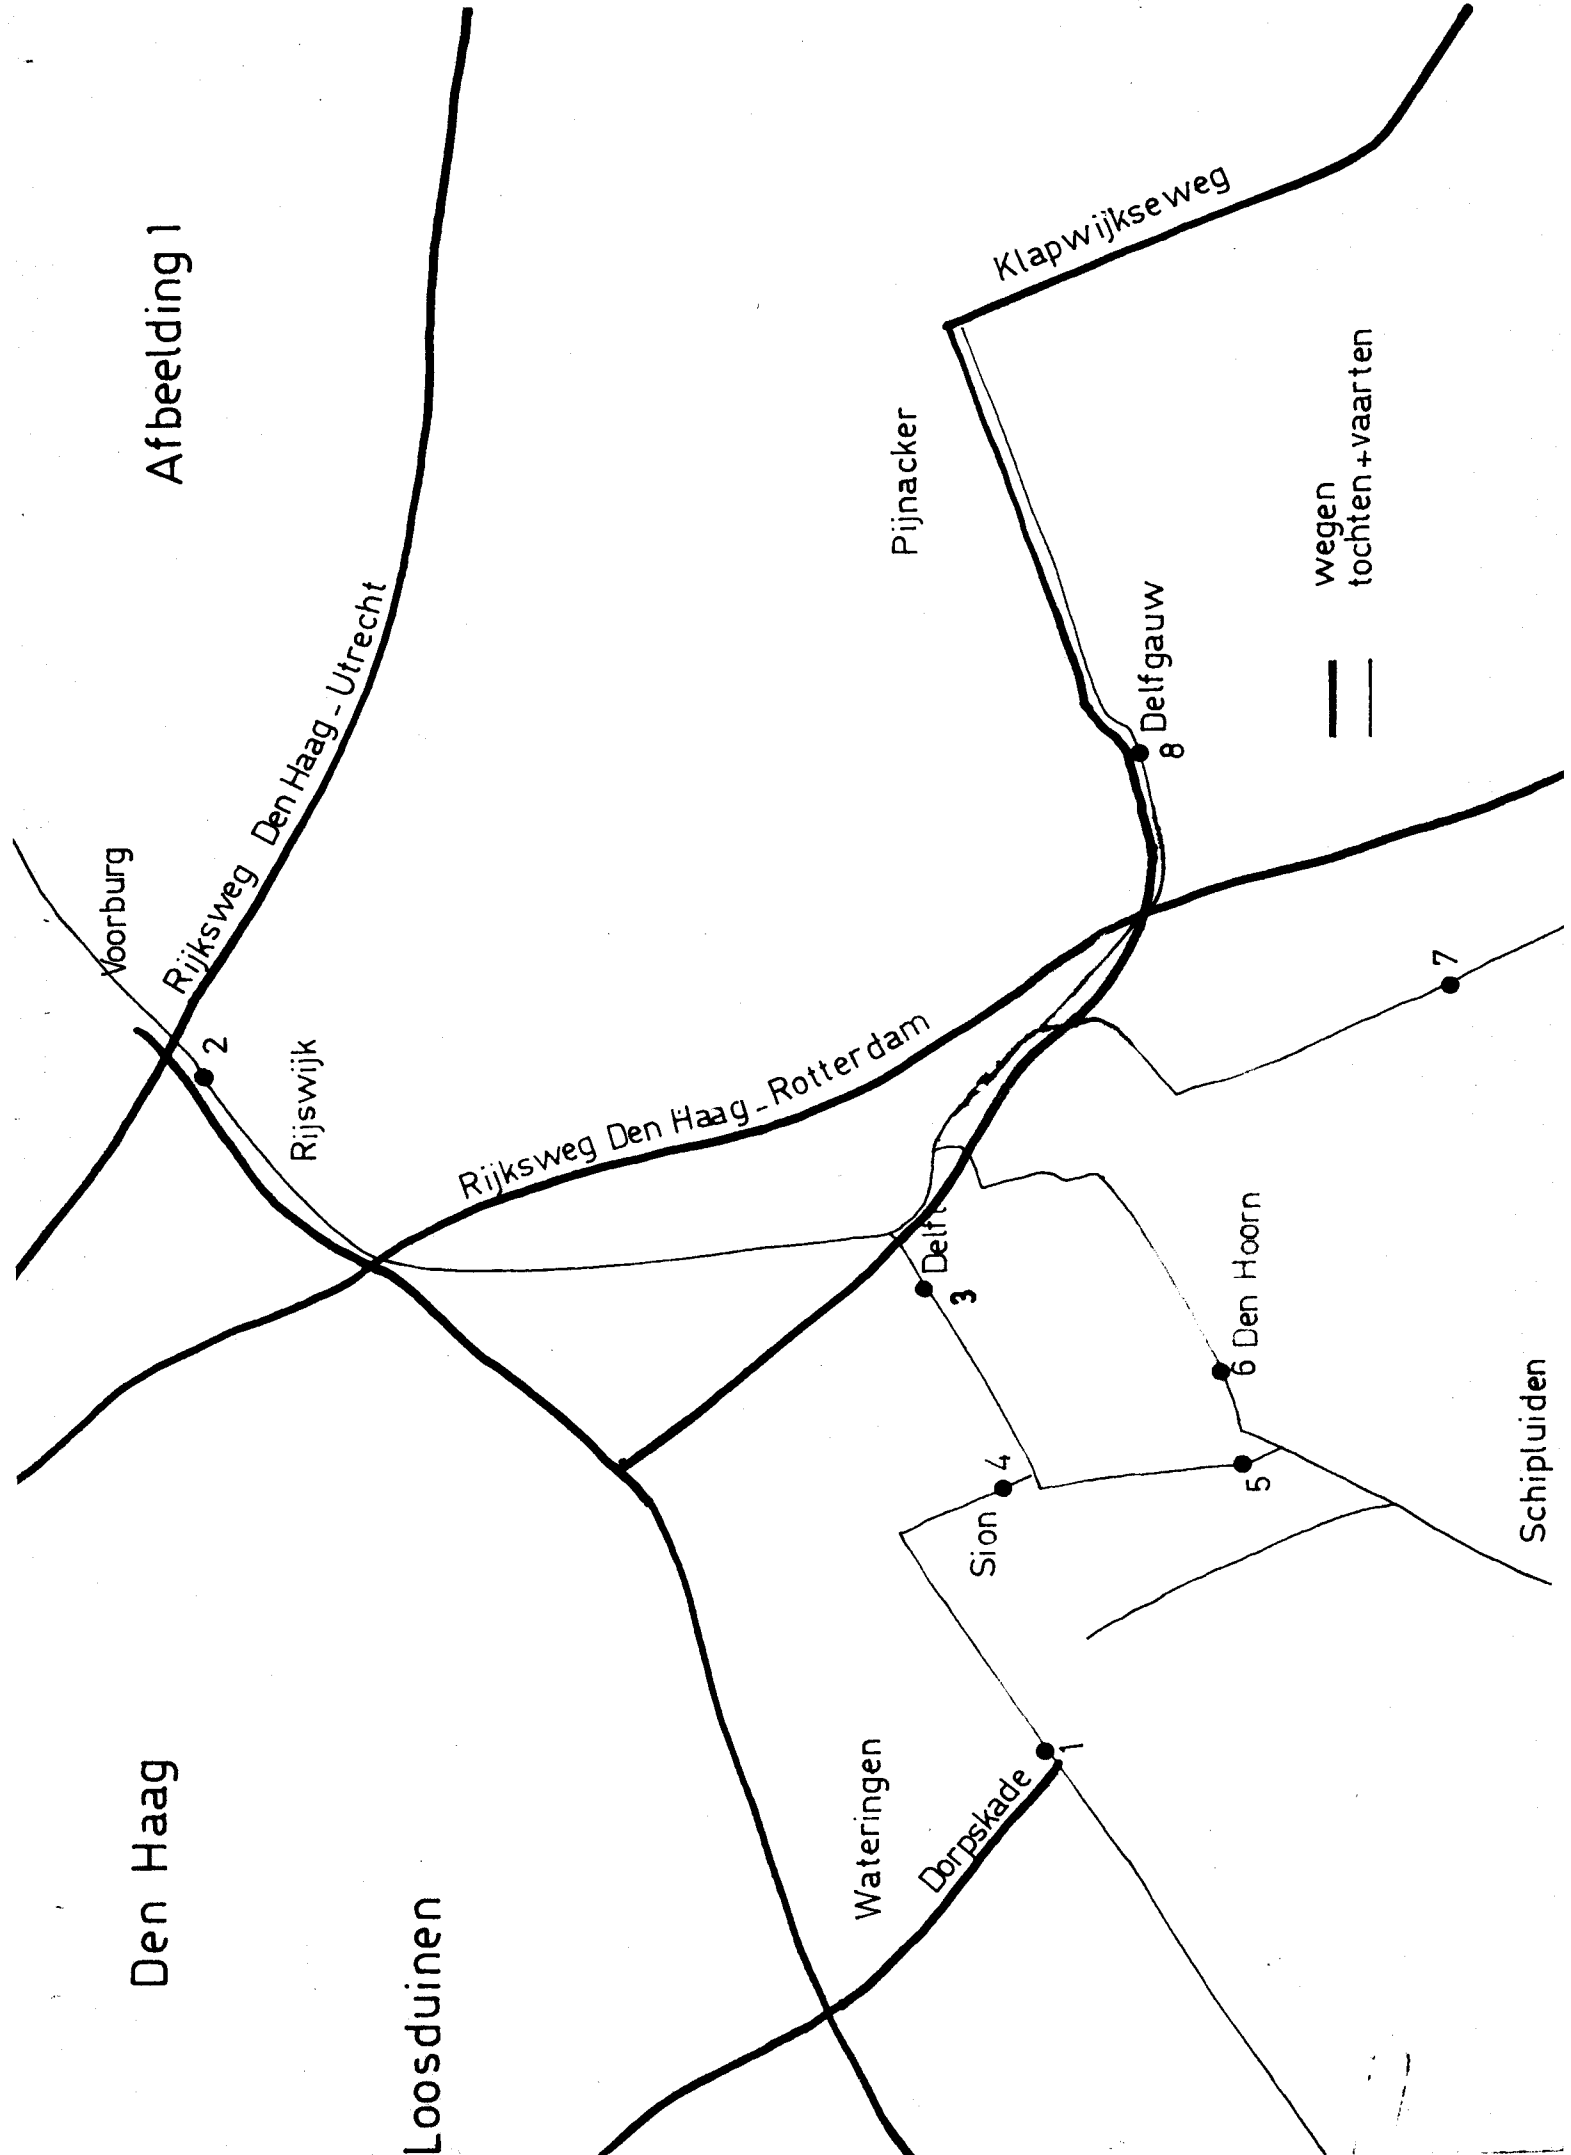 Afbeelding 1
Den Haag
Voorburg
Rijksweg Den Haag - Utrecht
2
Rijswijk
Loosduinen
Rijksweg Den Haag - Rotterdam
Pijnacker
Klapwijkseweg
Wateringen
Dorpskade
1
Sion
4
Delft
3
8
Delfgauw
5
6 Den Hoorn
7
wegen
tochten+vaarten
Schipluiden